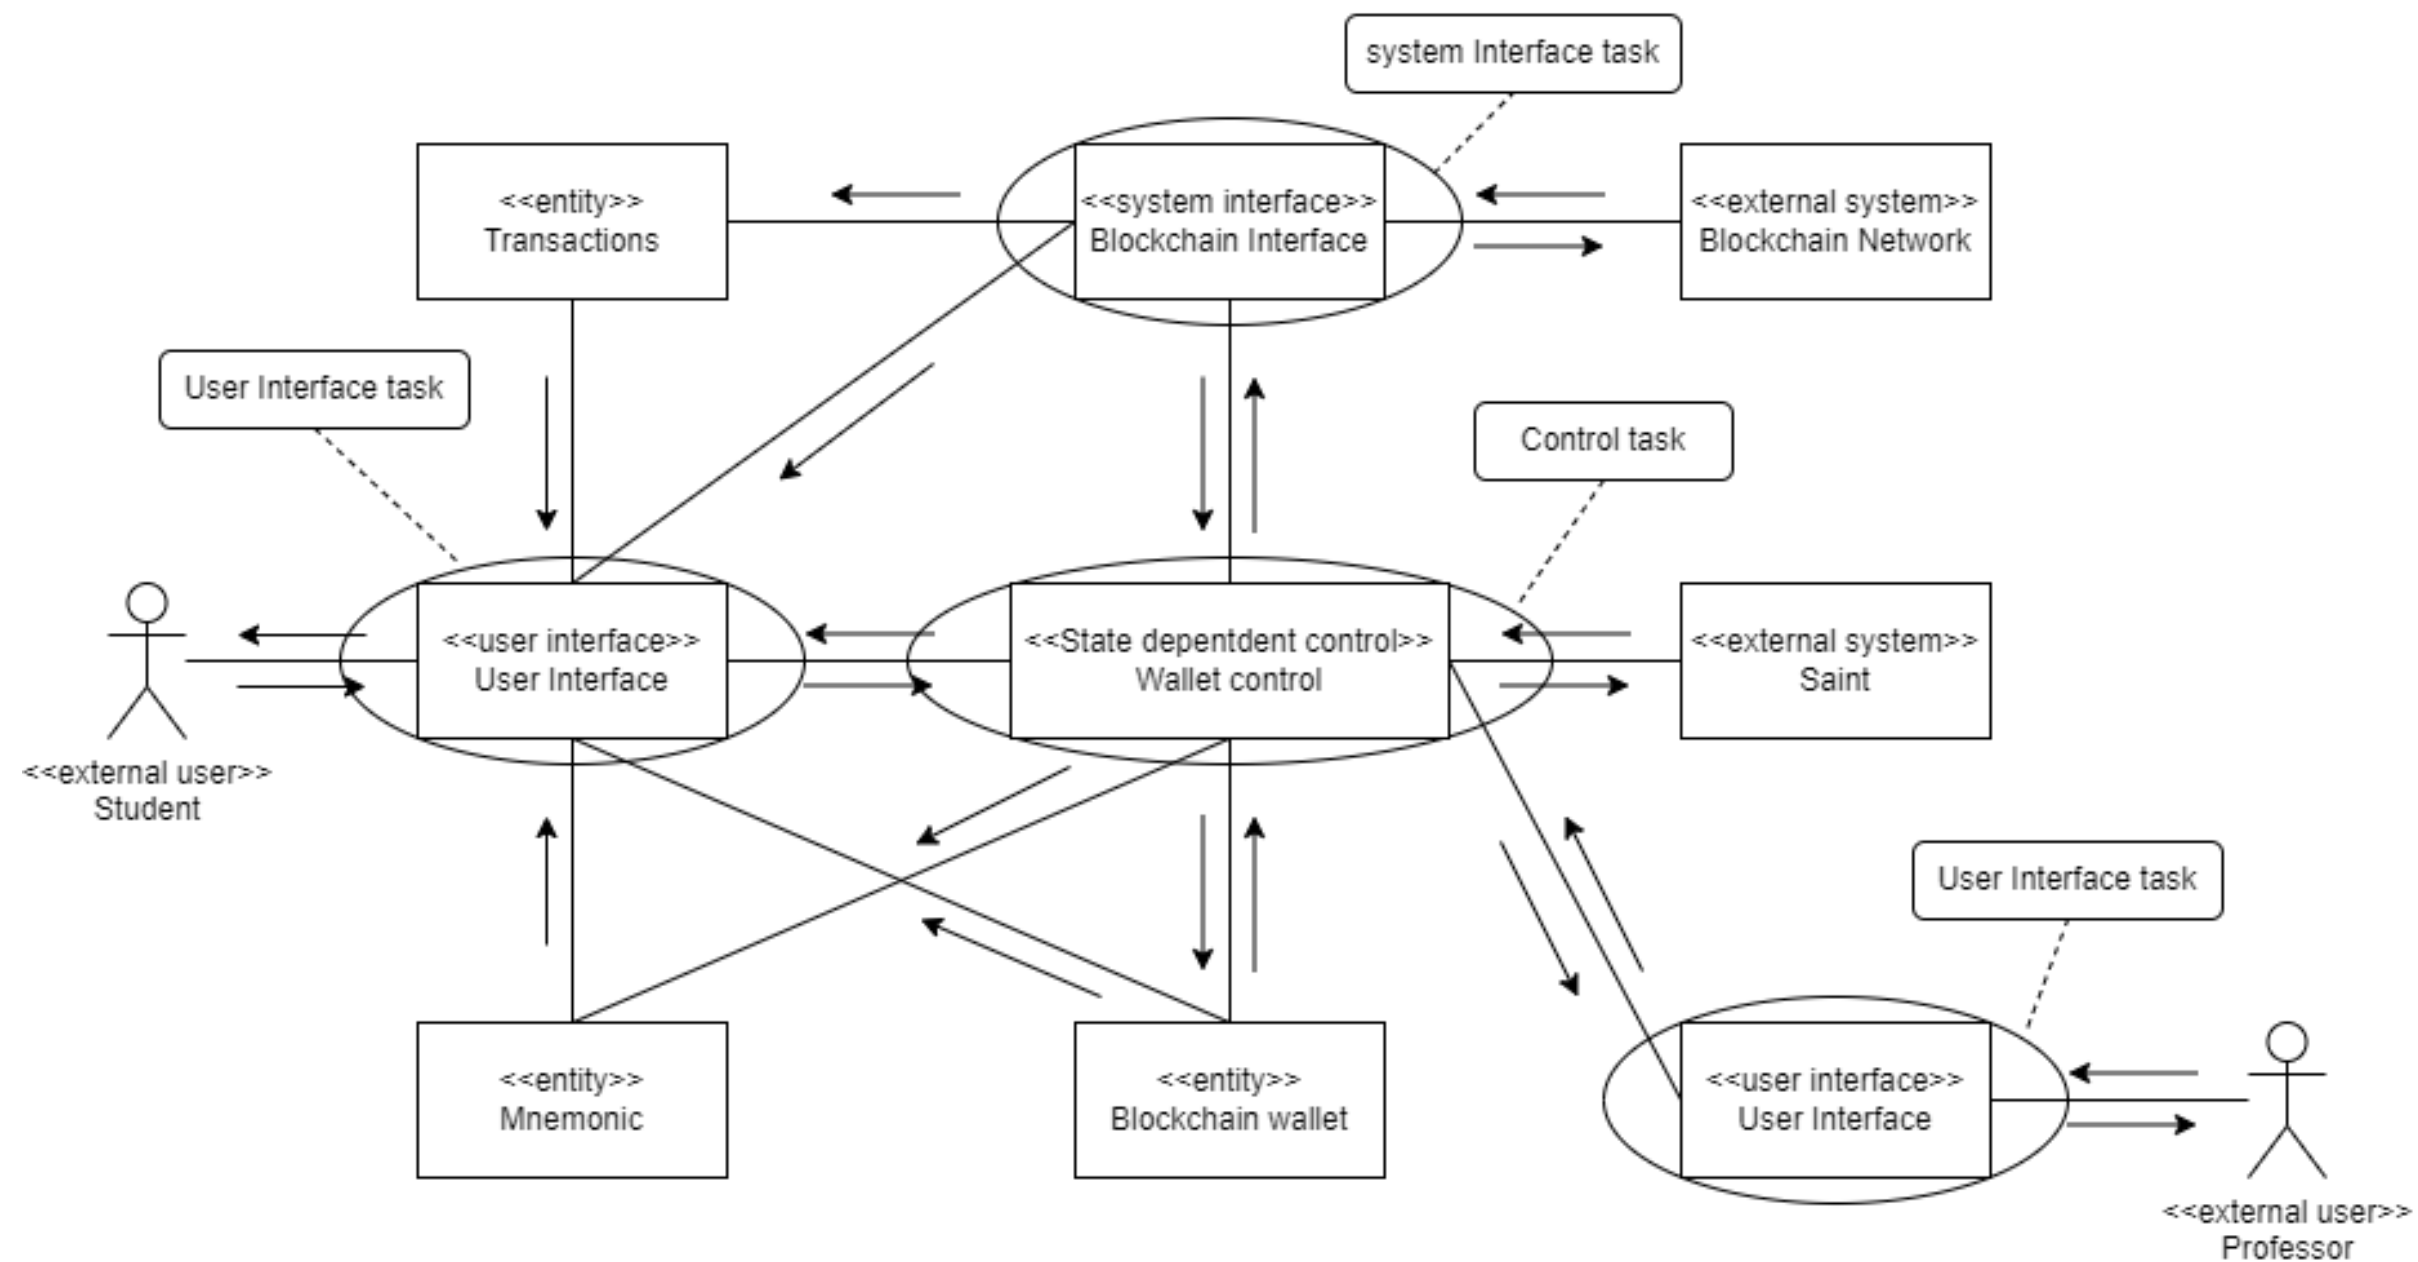 system Interface task
<<entity>>
Transactions
<<system interface>>
Blockchain Interface
<<external system>>
Blockchain Network
User Interface task
Control task
<<user interface>>
User Interface
<<State depentdent control>>
Wallet control
<<external system>>
Saint
<<external user>>
Student
User Interface task
<<entity>>
Mnemonic
<<entity>>
Blockchain wallet
<<user interface>>
User Interface
<<external user>>
Professor